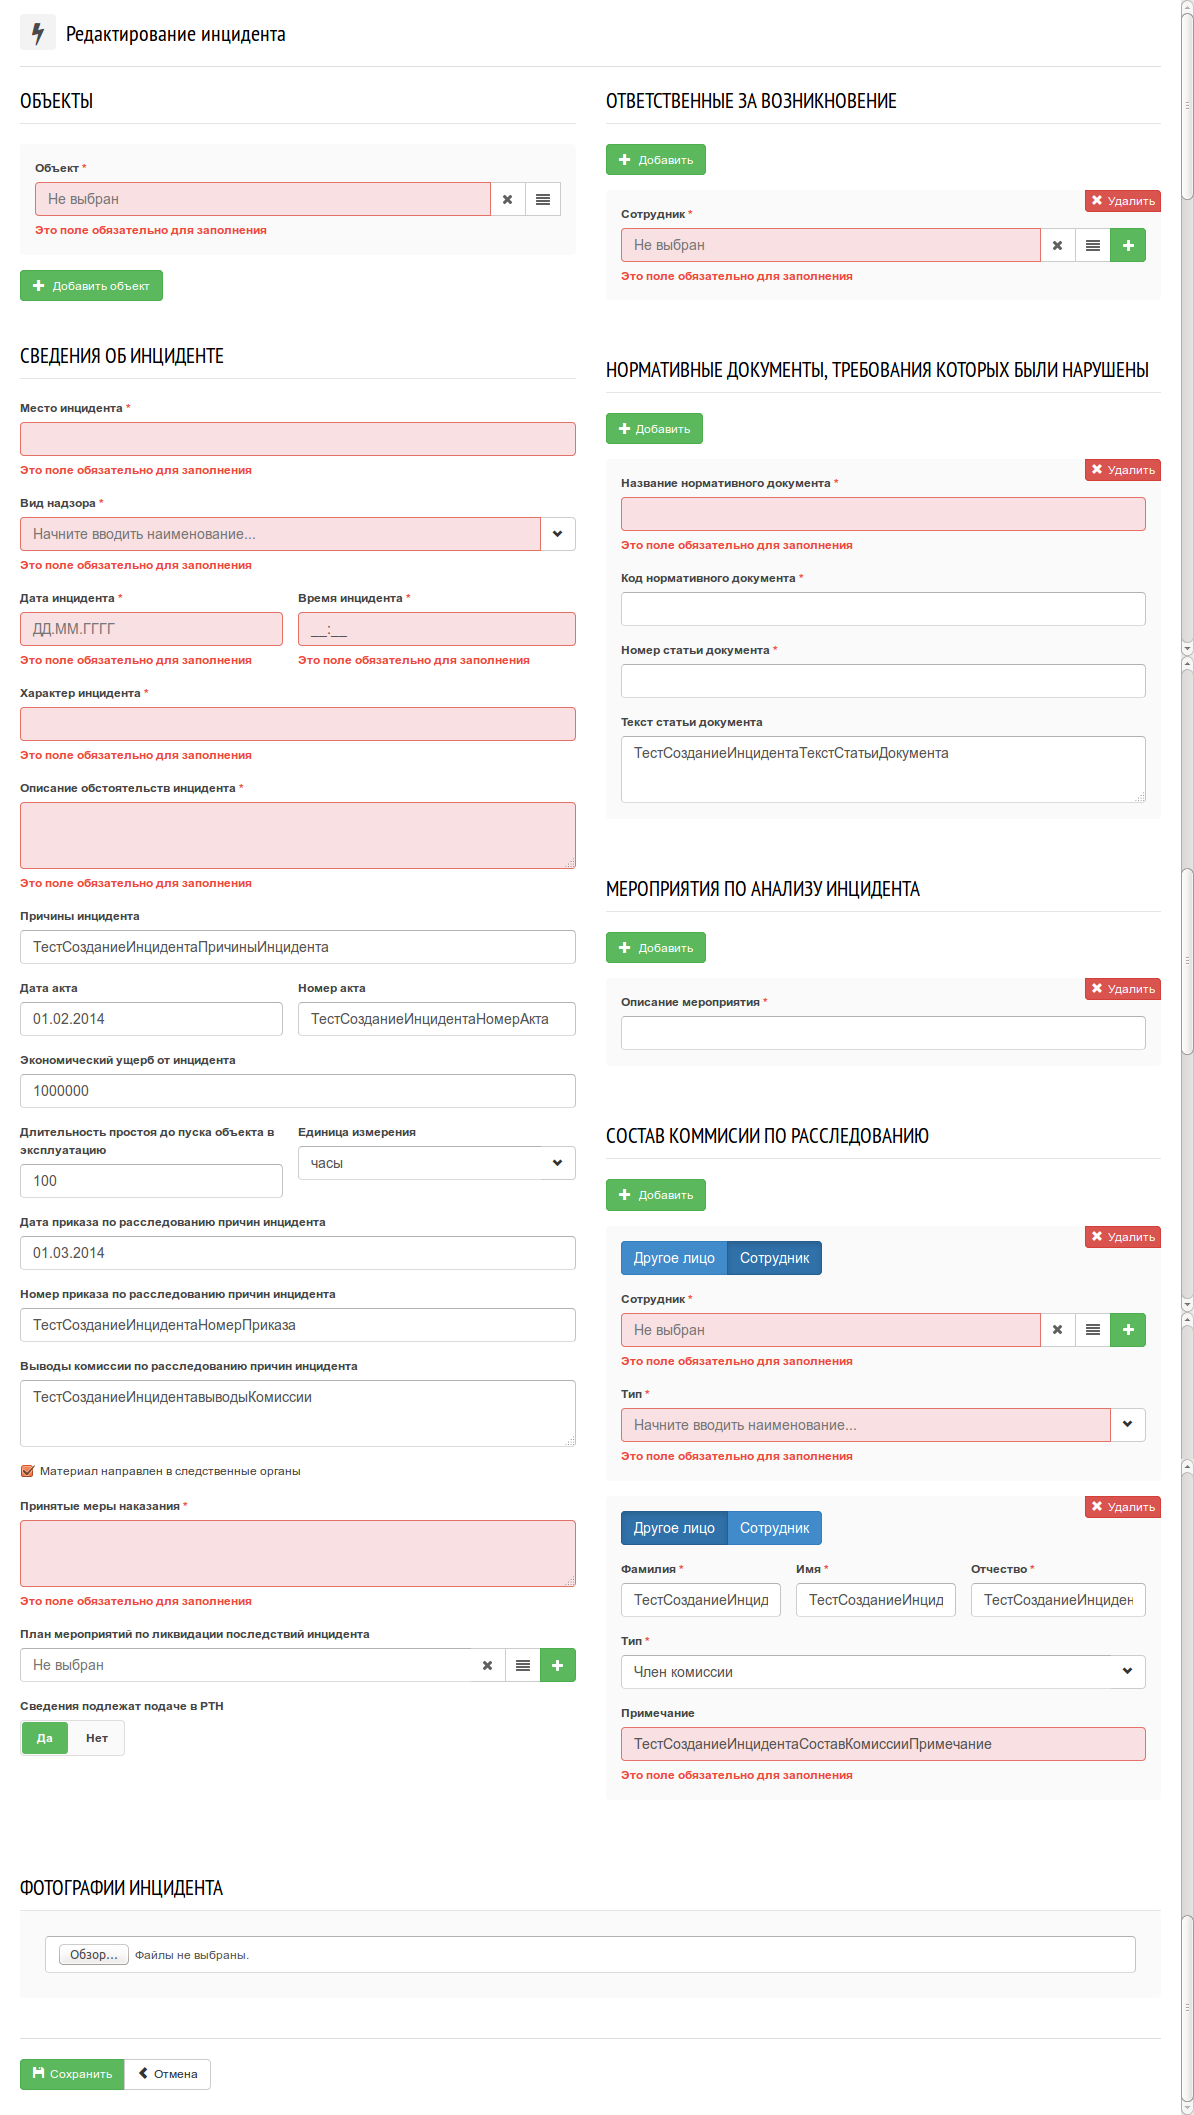 Редактирование инцидента
ОБЪЕКТЫ
Объект *
Не выбран
Это поле обязательно для заполнения
Добавить объект
СВЕДЕНИЯ ОБ ИНЦИДЕНТЕ
Место инцидента *
Это поле обязательно для заполнения
Вид надзора *
Начните вводить наименование...
Это поле обязательно для заполнения
Дата инцидента * Время инцидента *
ДД.ММ.ГГГГ __:__
Это поле обязательно для заполнения Это поле обязательно для заполнения
Характер инцидента *
Это поле обязательно для заполнения
Описание обстоятельств инцидента *
Это поле обязательно для заполнения
Причины инцидента
ТестСозданиеИнцидентаПричиныИнцидента
Дата акта Номер акта
01.02.2014 ТестСозданиеИнцидентаНомерАкта
Экономический ущерб от инцидента
1000000
Длительность простоя до пуска объекта в Единица измерения
эксплуатацию
часы
100
Дата приказа по расследованию причин инцидента
01.03.2014
Номер приказа по расследованию причин инцидента
ТестСозданиеИнцидентаНомерПриказа
Выводы комиссии по расследованию причин инцидента
ТестСозданиеИнцидентавыводыКомиссии
Материал направлен в следственные органы
Принятые меры наказания *
Это поле обязательно для заполнения
План мероприятий по ликвидации последствий инцидента
Не выбран
Сведения подлежат подаче в РТН
Да Нет
ОТВЕТСТВЕННЫЕ ЗА ВОЗНИКНОВЕНИЕ
Добавить
Удалить
Сотрудник *
Не выбран
Это поле обязательно для заполнения
НОРМАТИВНЫЕ ДОКУМЕНТЫ, ТРЕБОВАНИЯ КОТОРЫХ БЫЛИ НАРУШЕНЫ
Добавить
Удалить
Название нормативного документа *
Это поле обязательно для заполнения
Код нормативного документа *
Номер статьи документа *
Текст статьи документа
ТестСозданиеИнцидентаТекстСтатьиДокумента
МЕРОПРИЯТИЯ ПО АНАЛИЗУ ИНЦИДЕНТА
Добавить
Удалить
Описание мероприятия *
СОСТАВ КОММИСИИ ПО РАССЛЕДОВАНИЮ
Добавить
Удалить
Другое лицо Сотрудник
Сотрудник *
Не выбран
Это поле обязательно для заполнения
Тип *
Начните вводить наименование...
Это поле обязательно для заполнения
Удалить
Другое лицо Сотрудник
Фамилия * Имя * Отчество *
ТестСозданиеИнцид ТестСозданиеИнцид ТестСозданиеИнциден
Тип *
Член комиссии
Примечание
ТестСозданиеИнцидентаСоставКомиссииПримечание
Это поле обязательно для заполнения
ФОТОГРАФИИ ИНЦИДЕНТА
Обзор... Файлы не выбраны.
Сохранить Отмена